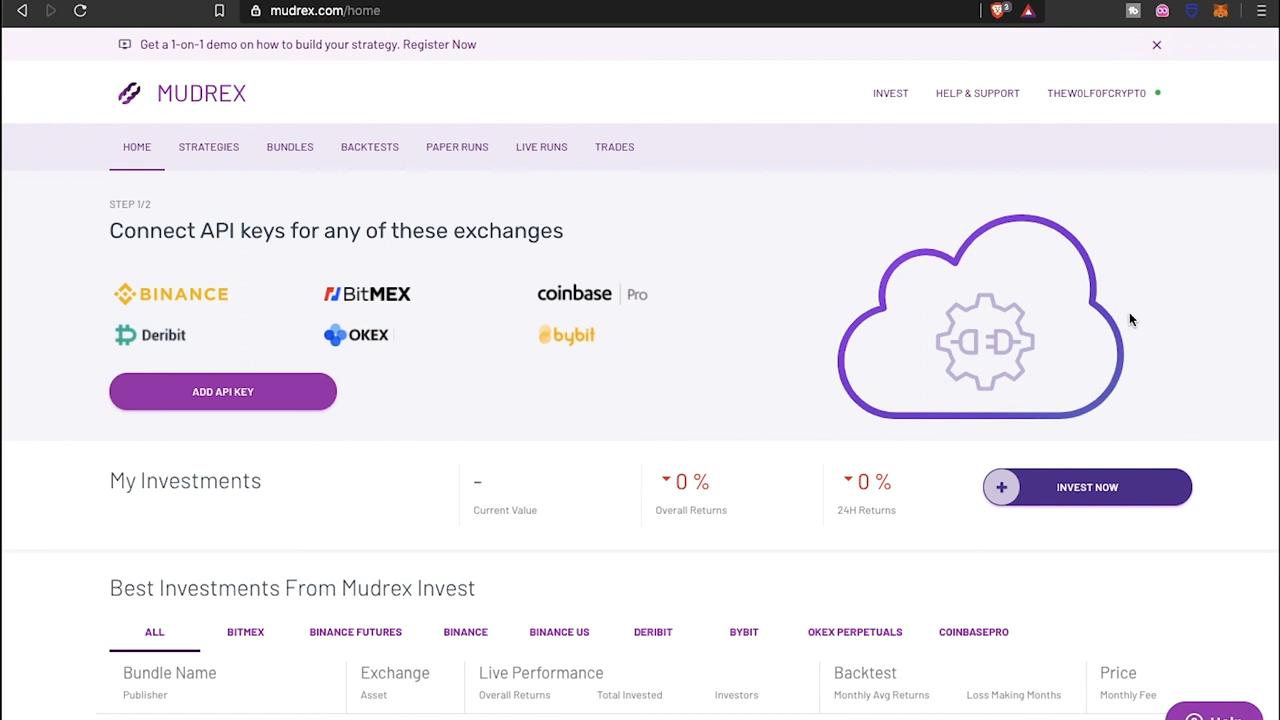 mudrex.com/home
3
Get a 1-on-1 demo on how to build your strategy. Register Now
MUDREX
INVEST HELP & SUPPORT THEWOLFOFCRYPTO
HOME STRATEGIES BUNDLES BACKTESTS PAPER RUNS LIVE RUNS TRADES
STEP 1/2
Connect API keys for any of these exchanges
BINANCE BitMEX coinbase Pro
Deribit OKEX bybit
ADD API KEY
My Investments - 0 % 0 % + INVEST NOW
Current Value Overall Returns 24H Returns
Best Investments From Mudrex Invest
ALL BITMEX BINANCE FUTURES BINANCE BINANCE US DERIBIT BYBIT OKEX PERPETUALS COINBASEPRO
Bundle Name Exchange Live Performance Backtest Price
Publisher Asset Overall Returns Total Invested Investors Monthly Avg Returns Loss Making Months Monthly Fee
Help